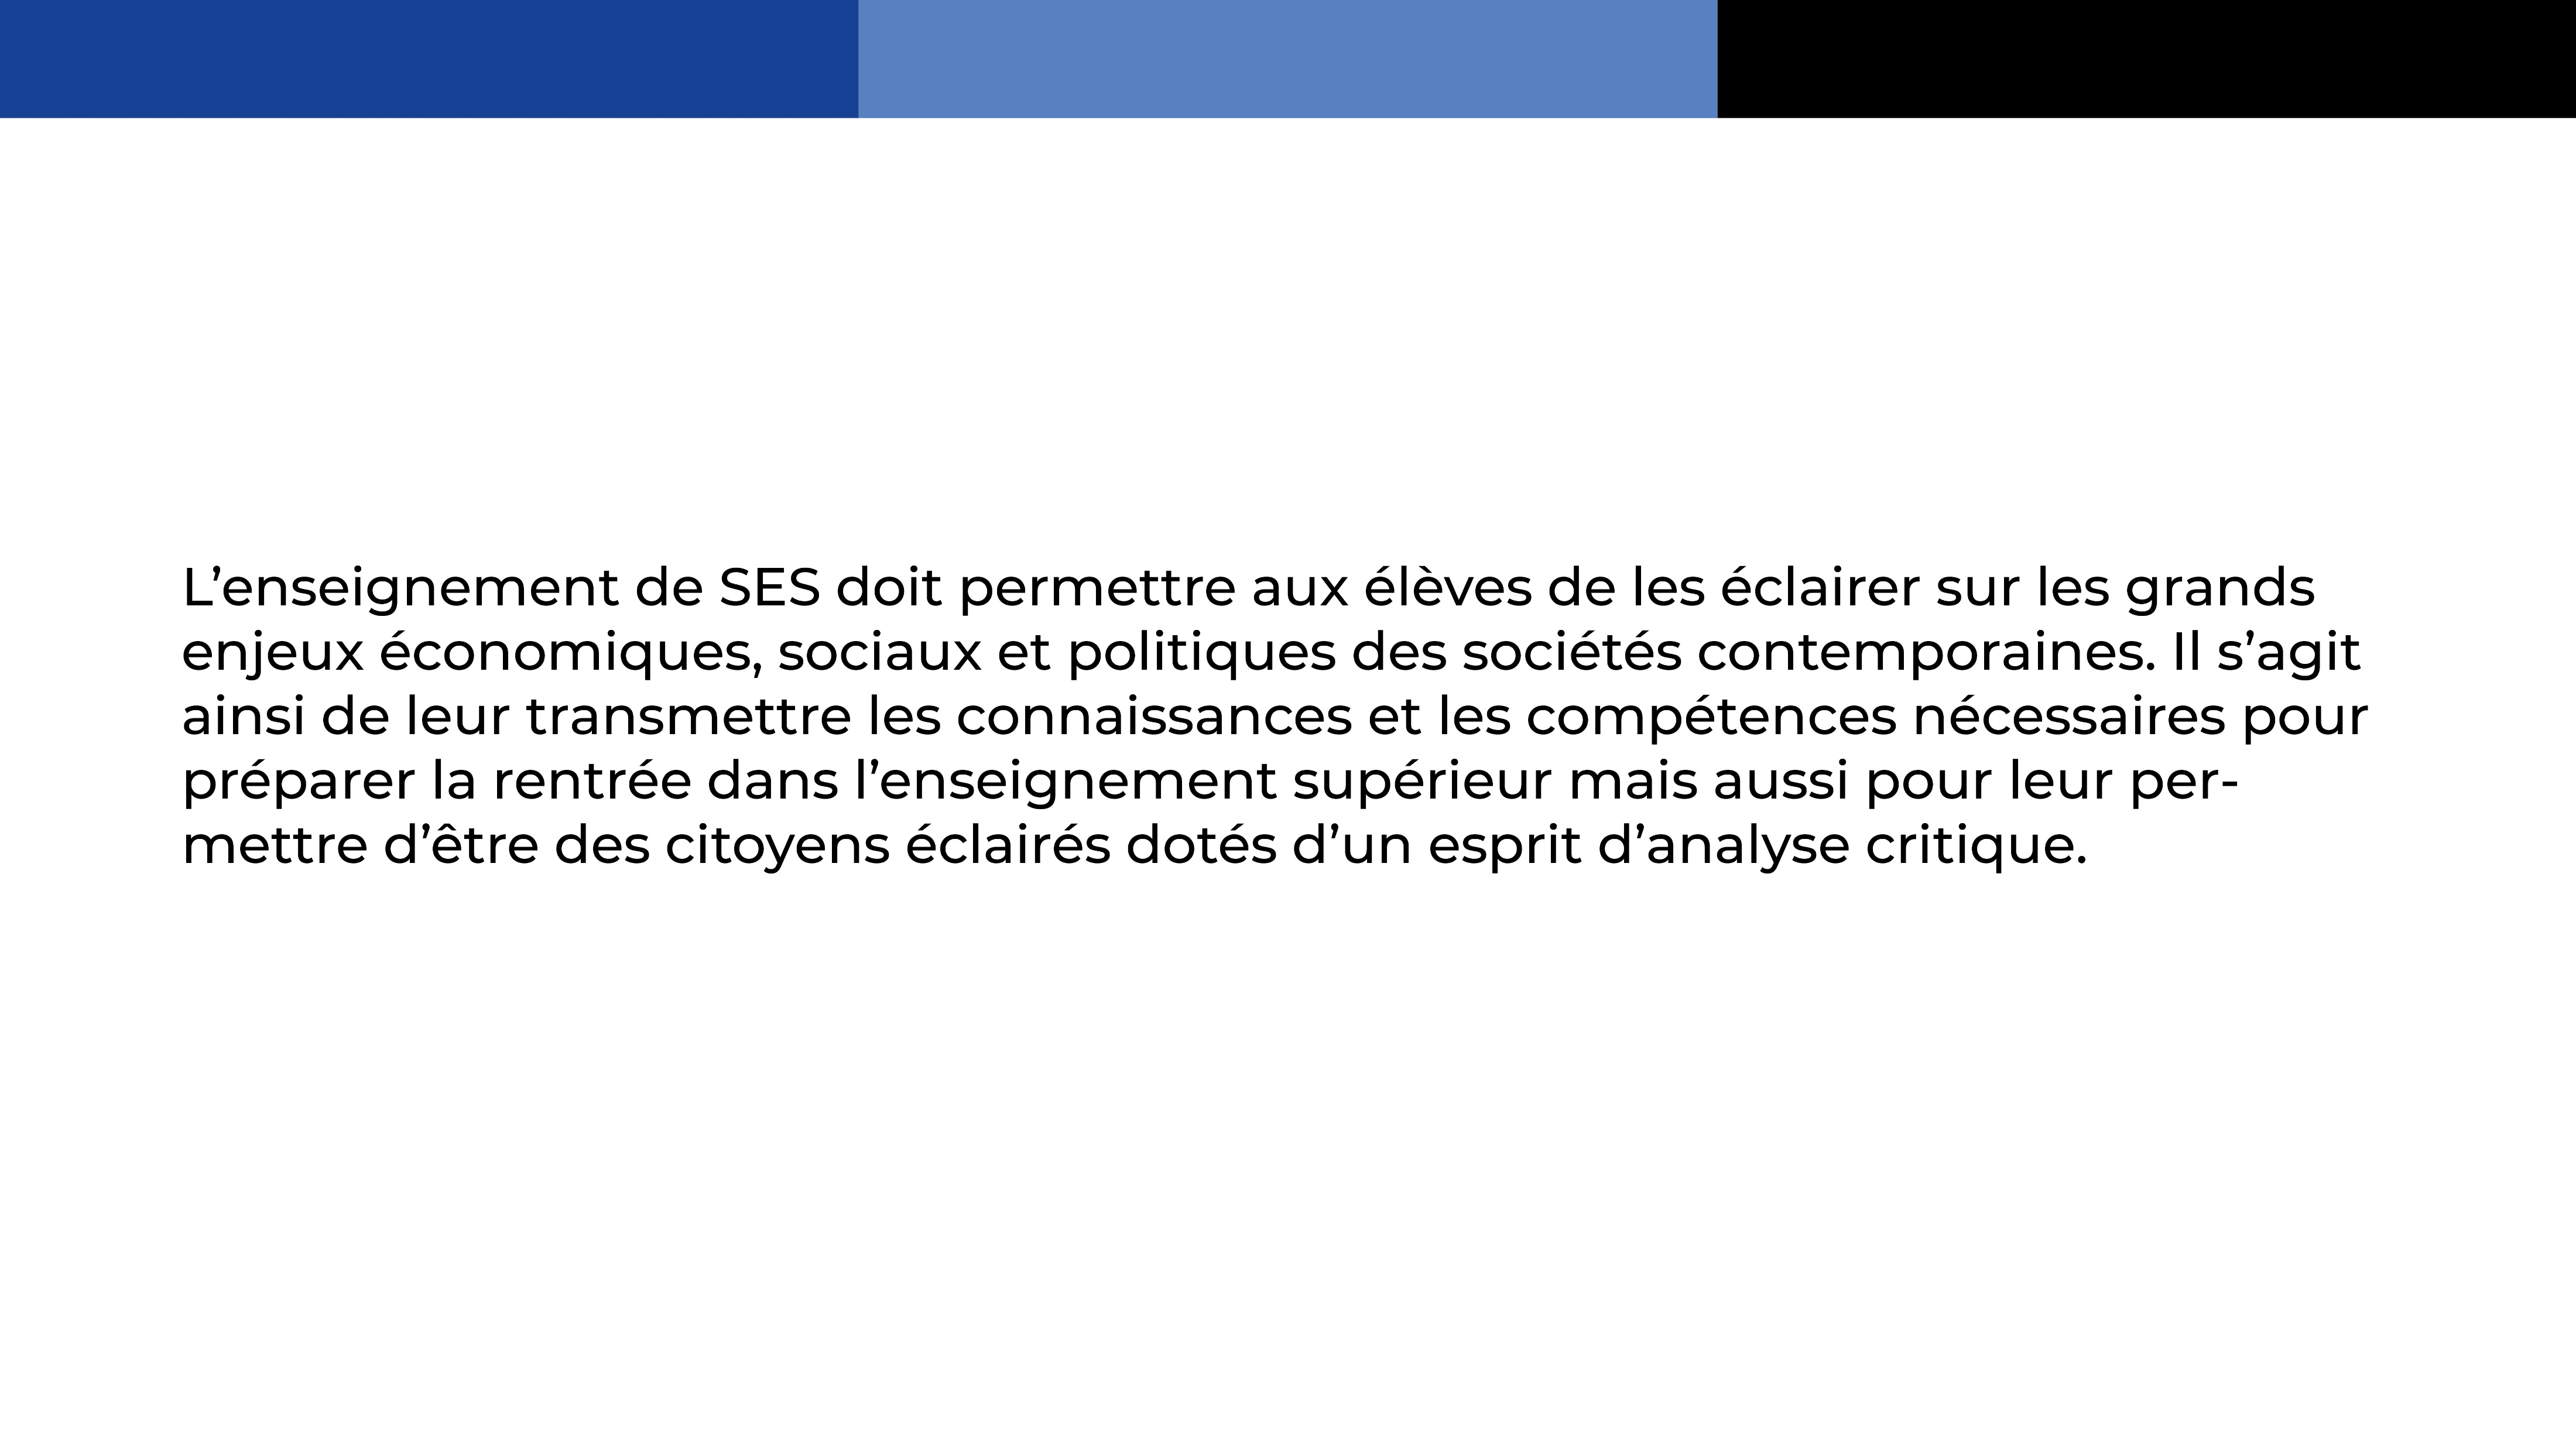 L’enseignement de SES doit permettre aux élèves de les éclairer sur les grands
enjeux économiques, sociaux et politiques des sociétés contemporaines. Il s’agit
ainsi de leur transmettre les connaissances et les compétences nécessaires pour
préparer la rentrée dans l’enseignement supérieur mais aussi pour leur per-
mettre d’être des citoyens éclairés dotés d’un esprit d’analyse critique.